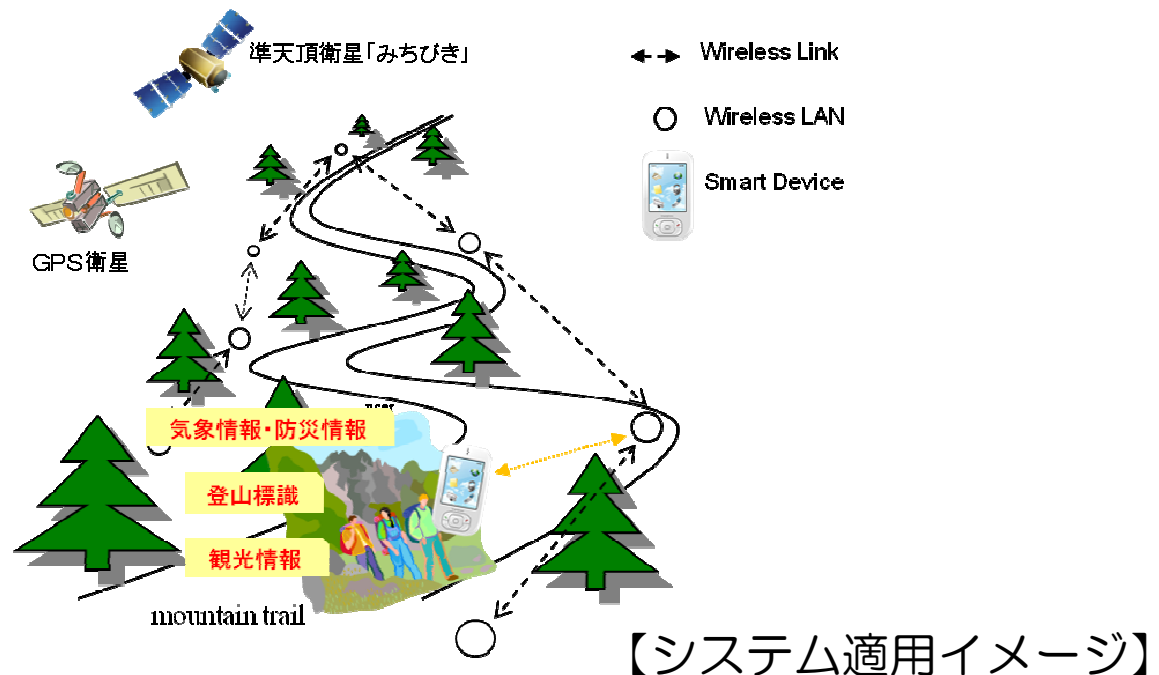 準天頂衛星「みちびき」
Wireless Link
Wireless LAN
Smart Device
GPS衛星
気象情報・防災情報
登山標識
観光情報
mountain trail
【システム適用イメージ】